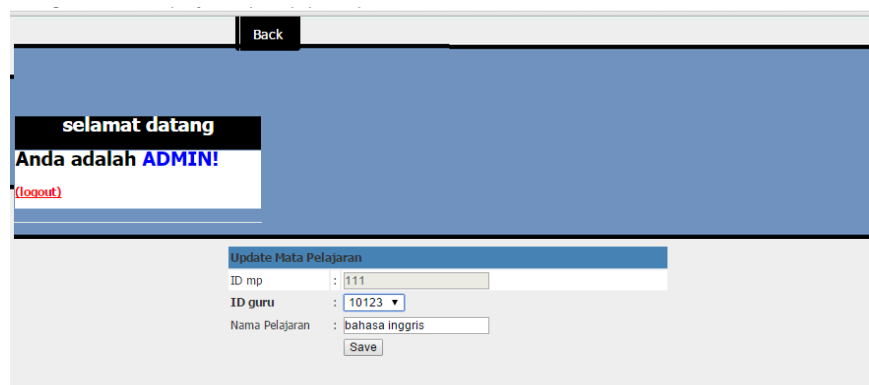 Back
selamat datang
Anda adalah ADMIN!
(logout)
Update Mata Pelajaran
ID mp : 111
ID guru : 10123
Nama Pelajaran : bahasa inggris
Save